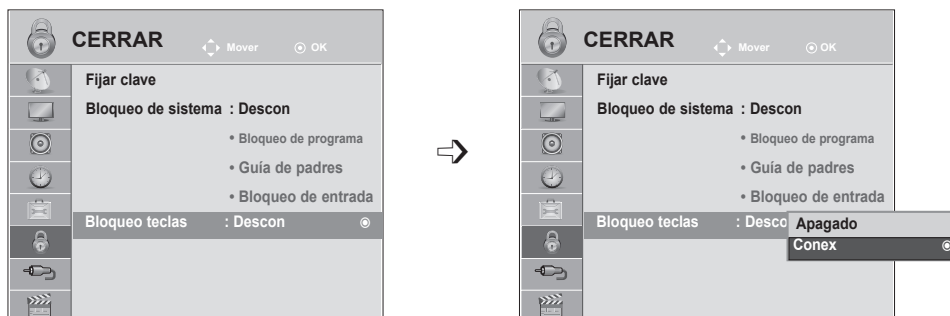 CERRAR Mover OK
Fijar clave
Bloqueo de sistema : Descon
• Bloqueo de programa
• Guía de padres
• Bloqueo de entrada
Bloqueo teclas : Descon
CERRAR Mover OK
Fijar clave
Bloqueo de sistema : Descon
• Bloqueo de programa
• Guía de padres
• Bloqueo de entrada
Bloqueo teclas : Desco Apagado
Conex